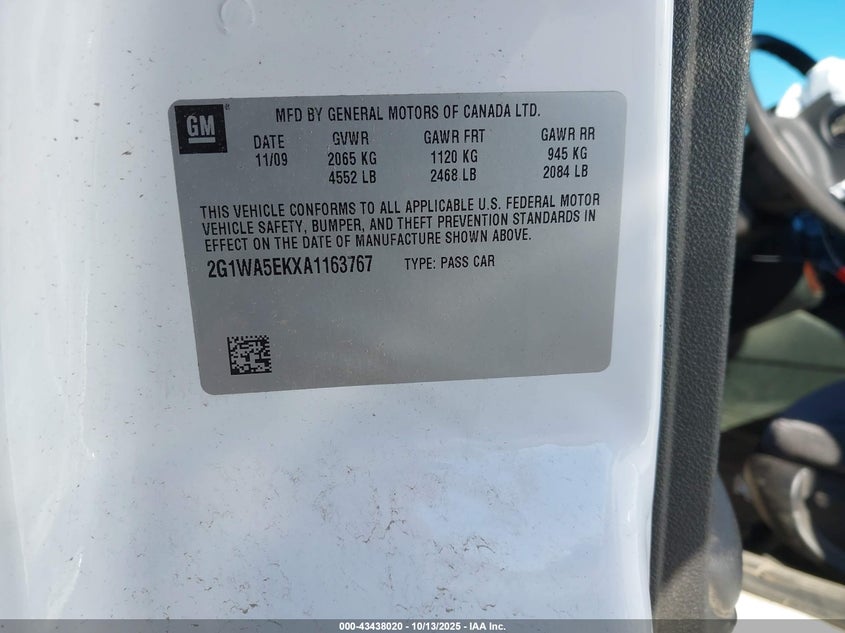 GM
MFD BY GENERAL MOTORS OF CANADA LTD.
DATE GVWR GAWR FRT GAWR RR
11/09 2065 KG 1120 KG 945 KG
4552 LB 2468 LB 2084 LB
THIS VEHICLE CONFORMS TO ALL APPLICABLE U.S. FEDERAL MOTOR
VEHICLE SAFETY, BUMPER, AND THEFT PREVENTION STANDARDS IN
EFFECT ON THE DATE OF MANUFACTURE SHOWN ABOVE.
2G1WA5EKXA1163767 TYPE: PASS CAR
000-43438020 - 10/13/2025 - IAA Inc.